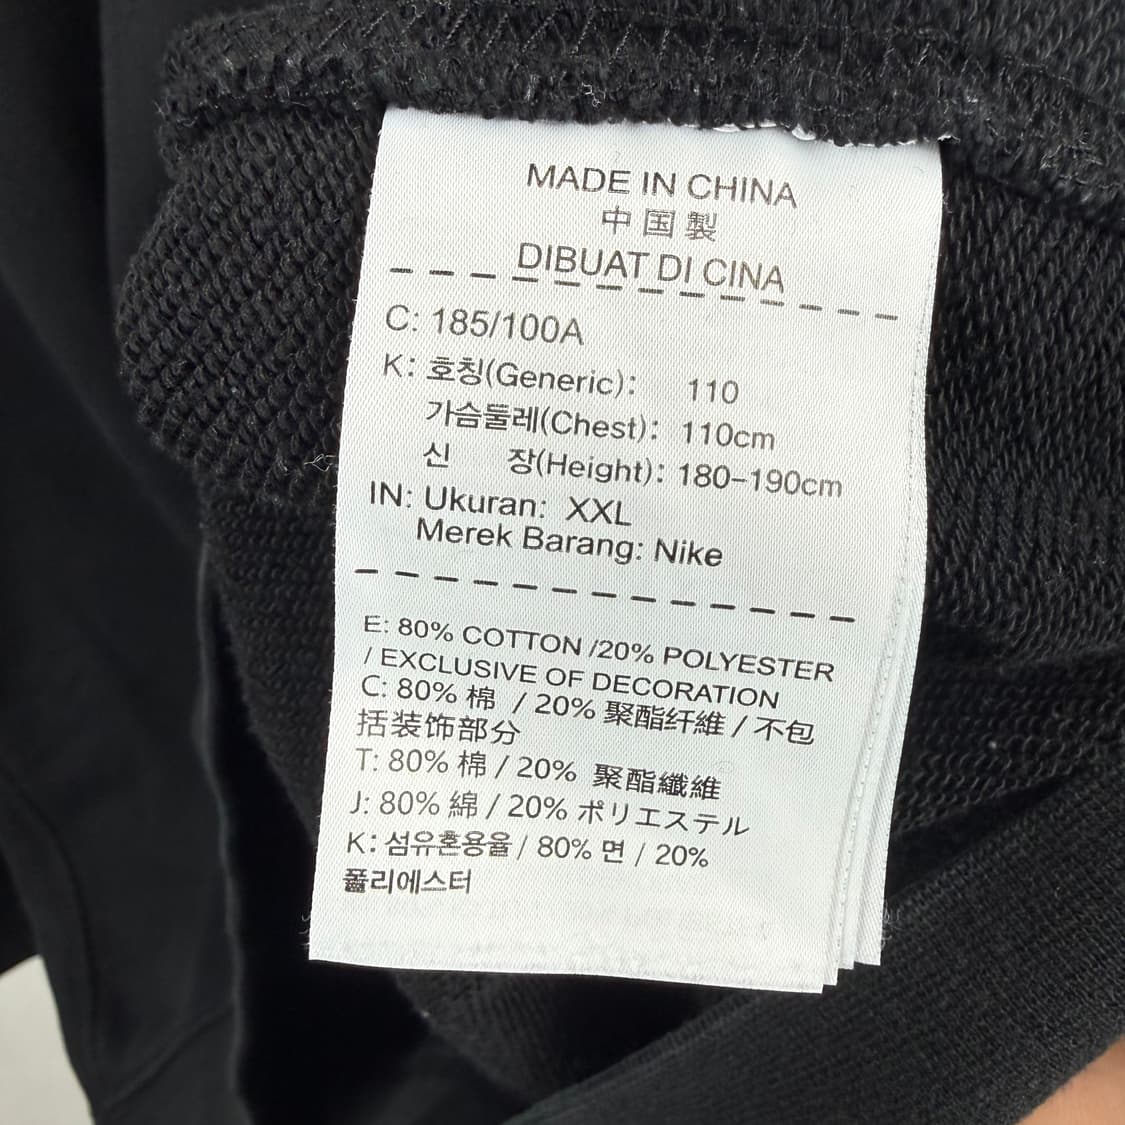 MADE IN CHINA
中国製
DIBUAT DI CINA
C: 185/100A
K: 호칭(Generic): 110
가슴둘레(Chest): 110cm
신 장(Height): 180-190cm
IN: Ukuran: XXL
Merek Barang: Nike
E: 80% COTTON /20% POLYESTER
/ EXCLUSIVE OF DECORATION
C: 80% 棉 / 20% 聚酯纤維 / 不包
括装饰部分
T: 80% 棉 / 20% 聚酯纖維
J: 80% 綿 / 20% ポリエステル
K: 섬유혼용율 / 80% 면 / 20%
폴리에스터